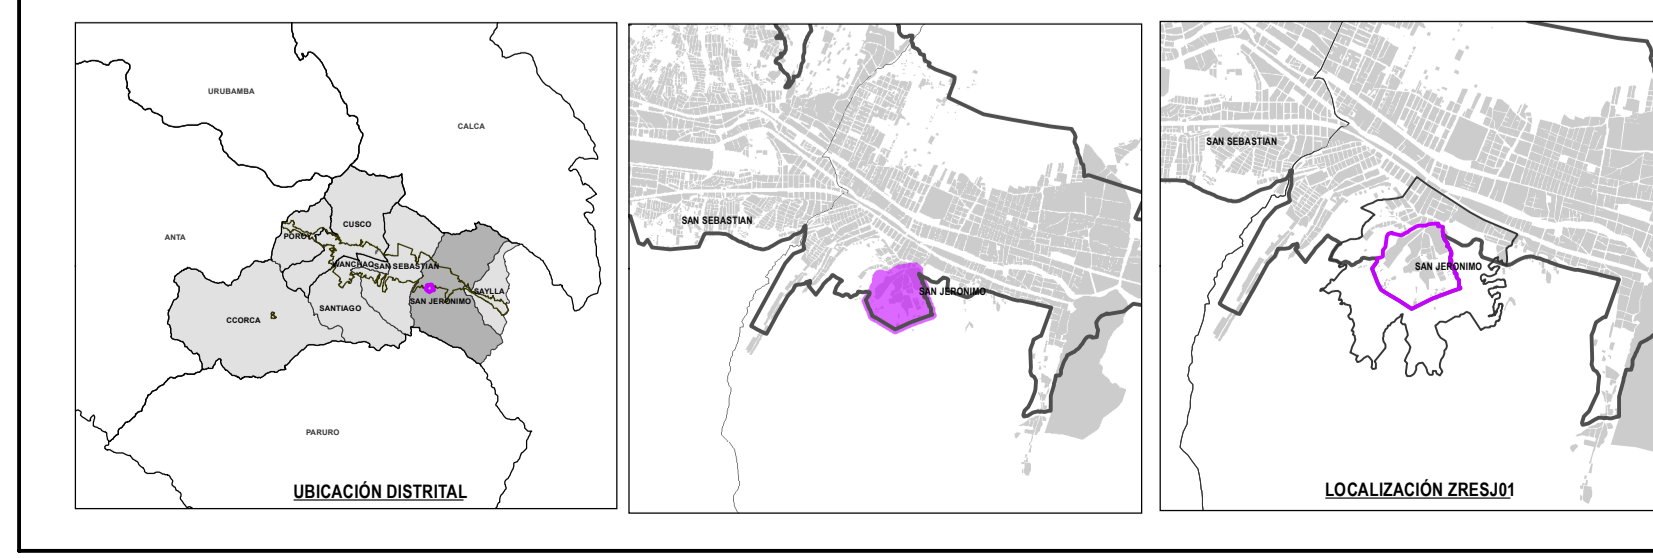 URUBAMBA
CALCA
ANTA
CUSCO
POROY
WANCHAQ
SAN SEBASTIAN
SAYLLA
SAN JERONIMO
SANTIAGO
CCORCA
PARURO
UBICACIÓN DISTRITAL
SAN SEBASTIAN
SAN JERONIMO
SAN SEBASTIAN
SAN JERONIMO
LOCALIZACIÓN ZRESJ01